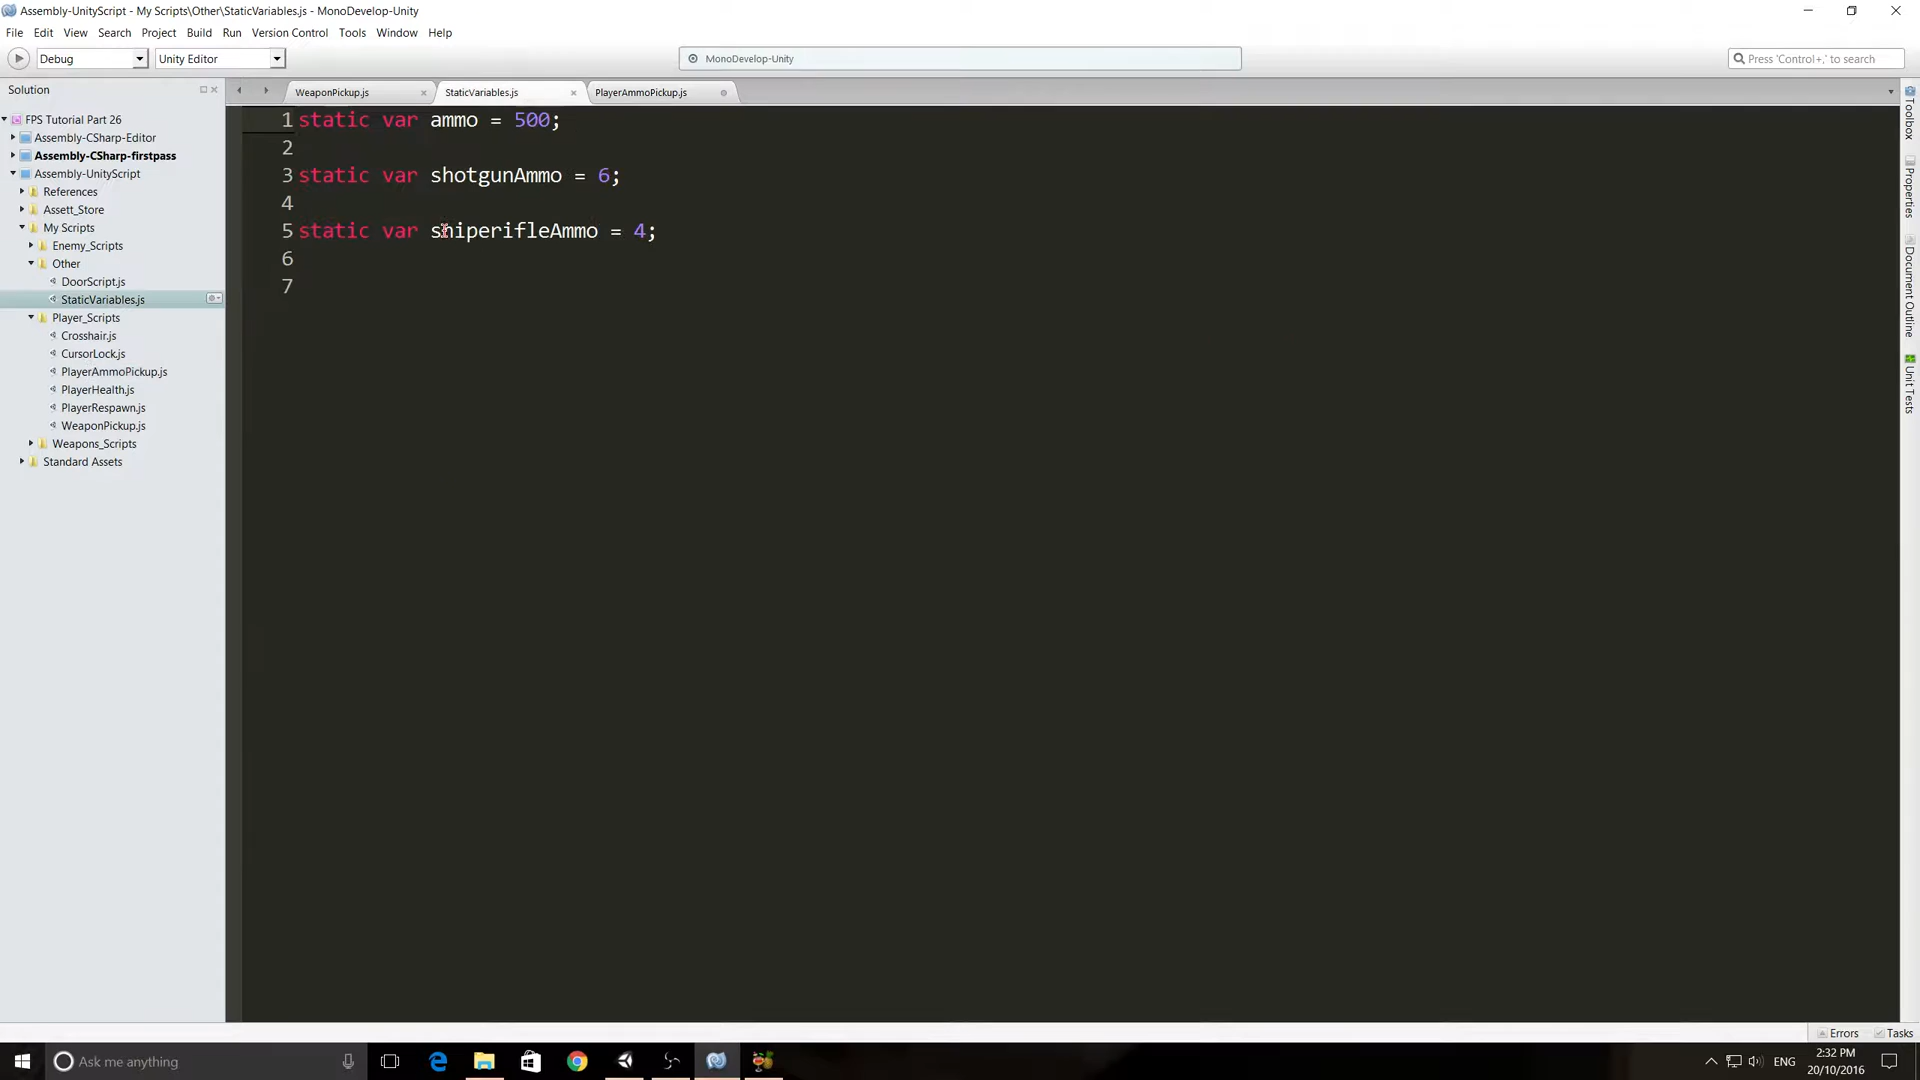 Assembly-UnityScript - My Scripts\Other\StaticVariables.js - MonoDevelop-Unity
File Edit View Search Project Build Run Version Control Tools Window Help
Debug Unity Editor MonoDevelop-Unity Press 'Control+,' to search
Solution
WeaponPickup.js StaticVariables.js PlayerAmmoPickup.js
FPS Tutorial Part 26
Assembly-CSharp-Editor
Assembly-CSharp-firstpass
Assembly-UnityScript
References
Assett_Store
My Scripts
Enemy_Scripts
Other
DoorScript.js
StaticVariables.js
Player_Scripts
Crosshair.js
CursorLock.js
PlayerAmmoPickup.js
PlayerHealth.js
PlayerRespawn.js
WeaponPickup.js
Weapons_Scripts
Standard Assets
1 static var ammo = 500;
2
3 static var shotgunAmmo = 6;
4
5 static var sniperifleAmmo = 4;
6
7
Toolbox
Properties
Document Outline
Unit Tests
Errors Tasks
Ask me anything
ENG
2:32 PM
20/10/2016